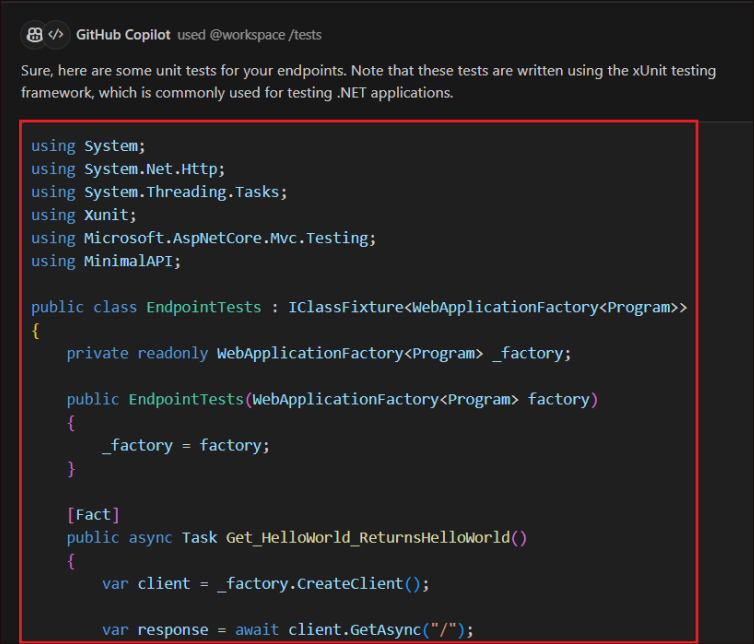 GitHub Copilot used @workspace /tests
Sure, here are some unit tests for your endpoints. Note that these tests are written using the xUnit testing
framework, which is commonly used for testing .NET applications.
using System;
using System.Net.Http;
using System.Threading.Tasks;
using Xunit;
using Microsoft.AspNetCore.Mvc.Testing;
using MinimalAPI;
public class EndpointTests : IClassFixture<WebApplicationFactory<Program>>
{
    private readonly WebApplicationFactory<Program> _factory;
    public EndpointTests(WebApplicationFactory<Program> factory)
    {
        _factory = factory;
    }
    [Fact]
    public async Task Get_HelloWorld_ReturnsHelloWorld()
    {
        var client = _factory.CreateClient();
        var response = await client.GetAsync("/");